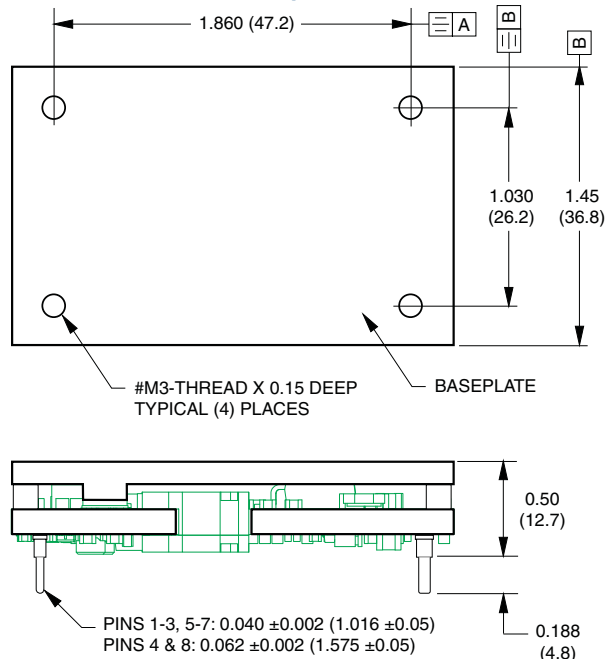 1.860 (47.2)
A
B
B
1.030
(26.2)
1.45
(36.8)
#M3-THREAD X 0.15 DEEP
TYPICAL (4) PLACES
BASEPLATE
0.50
(12.7)
PINS 1-3, 5-7: 0.040 ±0.002 (1.016 ±0.05)
PINS 4 & 8: 0.062 ±0.002 (1.575 ±0.05)
0.188
(4.8)